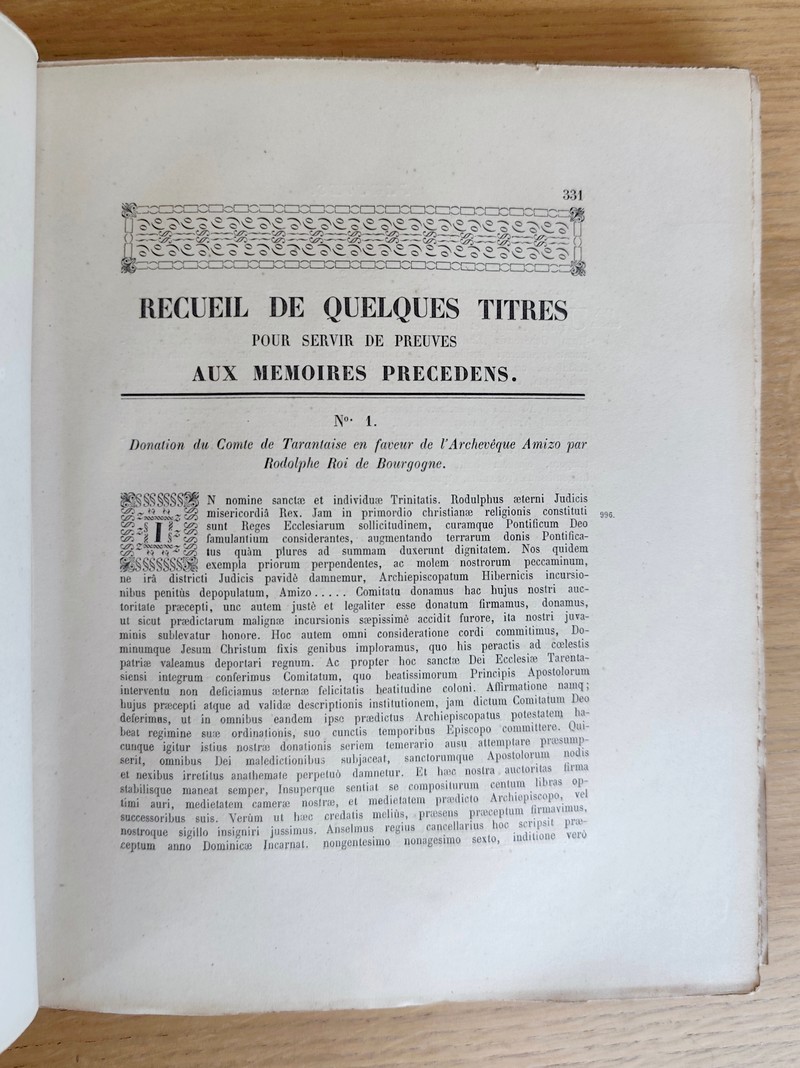 331
RECUEIL DE QUELQUES TITRES
POUR SERVIR DE PREUVES
AUX MEMOIRES PRECEDENS.
No. 1.
Donation du Comte de Tarantaise en faveur de l'Archevêque Amizo par
Rodolphe Roi de Bourgogne.
IN nomine sanctæ et individuæ Trinitatis. Rodulphus æterni Judicis
misericordiâ Rex. Jam in primordio christianæ religionis constituti 996.
sunt Reges Ecclesiarum sollicitudinem, curamque Pontificum Deo
famulantium considerantes, augmentando terrarum donis Pontifica-
tus quàm plures ad summam duxerunt dignitatem. Nos quidem
exempla priorum perpendentes, ac molem nostrorum peccaminum,
ne irâ districti Judicis pavidè damnemur, Archiepiscopatum Hibernicis incursio-
nibus penitùs depopulatum, Amizo..... Comitatu donamus hac hujus nostri auc-
toritate præcepti, unc autem justè et legaliter esse donatum firmamus, donamus,
ut sicut prædictarum malignæ incursionis sæpissimè accidit furore, ita nostri juva-
minis sublevatur honore. Hoc autem omni consideratione cordi commitimus, Do-
minumque Jesum Christum fixis genibus imploramus, quo his peractis ad cœlestis
patriæ valeamus deportari regnum. Ac propter hoc sanctæ Dei Ecclesiæ Tarenta-
siensi integrum conferimus Comitatum, quo beatissimorum Principis Apostolorum
interventu non deficiamus æternæ felicitatis beatitudine coloni. Affirmatione namq;
hujus præcepti atque ad validæ descriptionis institutionem, jam dictum Comitatum Deo
deferimus, ut in omnibus eandem ipse prædictus Archiepiscopatus potestatem ha-
beat regimine suæ ordinationis, suo cunctis temporibus Episcopo committere. Qui-
cunque igitur istius nostræ donationis seriem temerario ausu attemptare præsump-
serit, omnibus Dei maledictionibus subjaceat, sanctorumque Apostolorum nodis
et nexibus irretitus anathemate perpetuò damnetur. Et hæc nostra auctoritas firma
stabilisque maneat semper, Insuperque sentiat se compositurum centum libras op-
timi auri, medietatem cameræ nostræ, et medietatem prædicto Archiepiscopo, vel
successoribus suis. Verùm ut hæc credatis meliùs, præsens præceptum firmavimus,
nostroque sigillo insigniri jussimus. Anselmus regius cancellarius hoc scripsit præ-
ceptum anno Dominicæ Incarnat. nongentesimo nonagesimo sexto, inditione verò